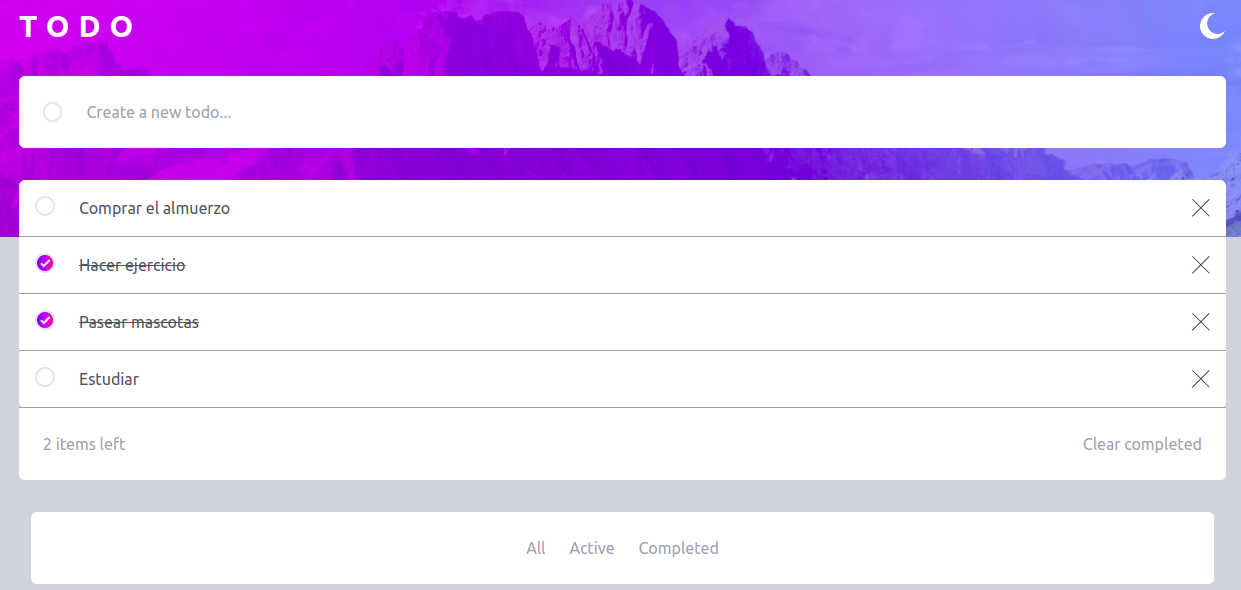 TODO
Create a new todo...
Comprar el almuerzo
Hacer ejercicio
Pasear mascotas
Estudiar
2 items left Clear completed
All Active Completed